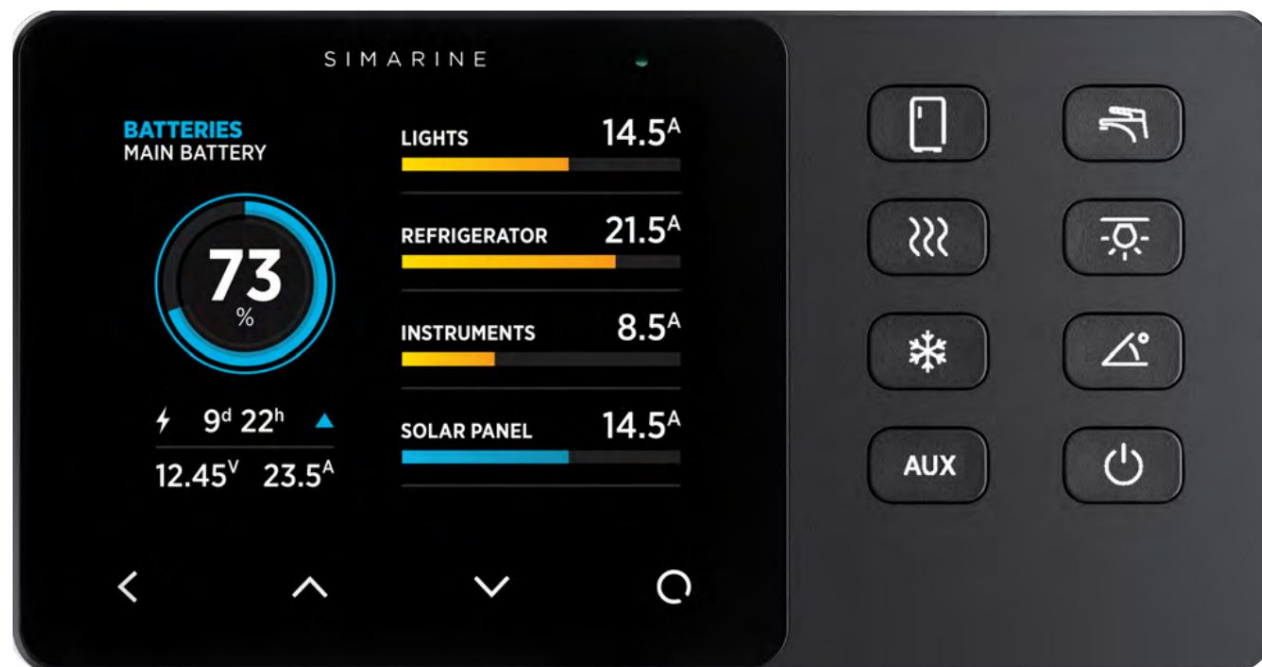 SIMARINE
BATTERIES
MAIN BATTERY
73
%
9d 22h
12.45V 23.5A
LIGHTS 14.5A
REFRIGERATOR 21.5A
INSTRUMENTS 8.5A
SOLAR PANEL 14.5A
AUX